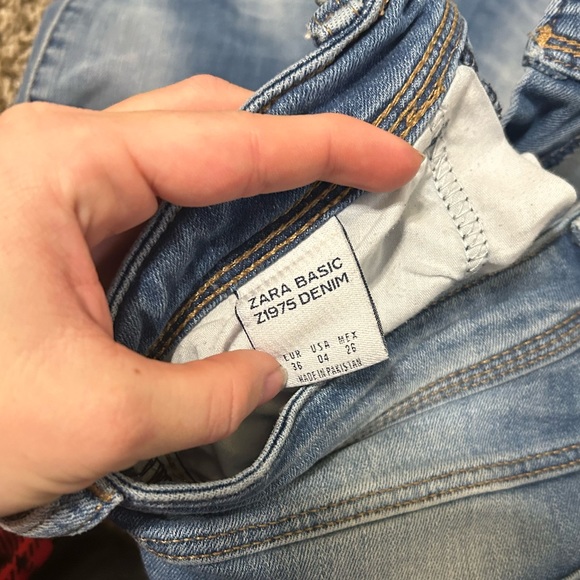 ZARA BASIC
Z1975 DENIM
EUR USA MEX
36 04 26
MADE IN PAKISTAN